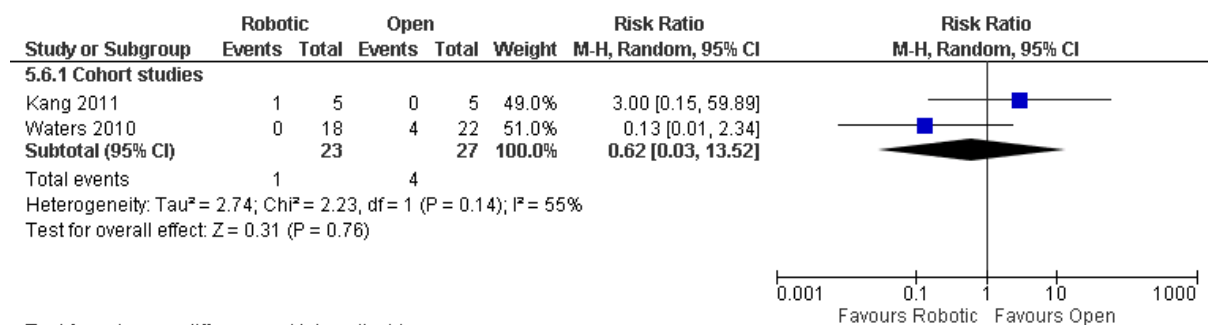 Robotic Open Risk Ratio Risk Ratio
Study or Subgroup Events Total Events Total Weight M-H, Random, 95% CI M-H, Random, 95% CI
5.6.1 Cohort studies
Kang 2011 1 5 0 5 49.0% 3.00 [0.15, 59.89]
Waters 2010 0 18 4 22 51.0% 0.13 [0.01, 2.34]
Subtotal (95% CI) 23 27 100.0% 0.62 [0.03, 13.52]
Total events 1 4
Heterogeneity: Tau² = 2.74; Chi² = 2.23, df = 1 (P = 0.14); I² = 55%
Test for overall effect: Z = 0.31 (P = 0.76)
0.001 0.1 1 10 1000
Favours Robotic Favours Open